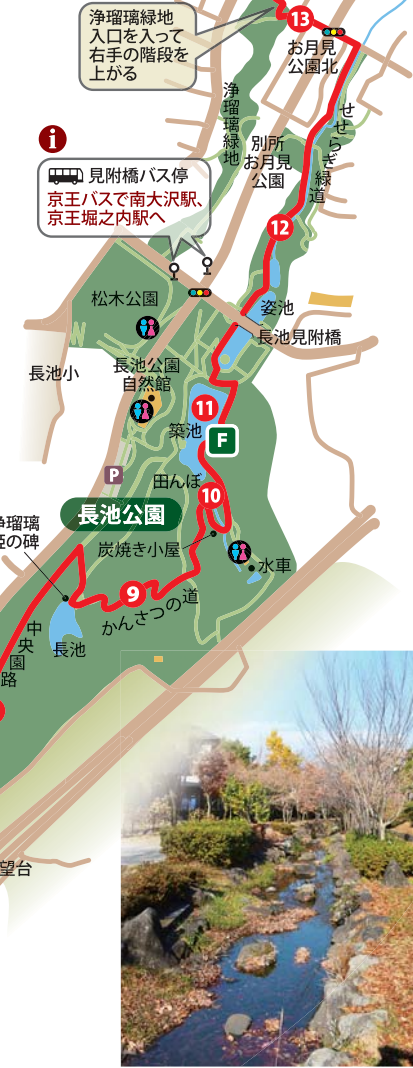 浄瑠璃緑地
入口を入って
右手の階段を
上がる
13
お月見
公園北
浄瑠璃緑地
せせらぎ緑道
別所
お月見
公園
i
見附橋バス停
京王バスで南大沢駅、
京王堀之内駅へ
12
松木公園
姿池
長池見附橋
長池小
長池公園
自然館
11
築池
F
P
田んぼ
10
長池公園
浄瑠璃
姫の碑
炭焼き小屋
水車
9
かんさつの道
中央園路
長池
望台